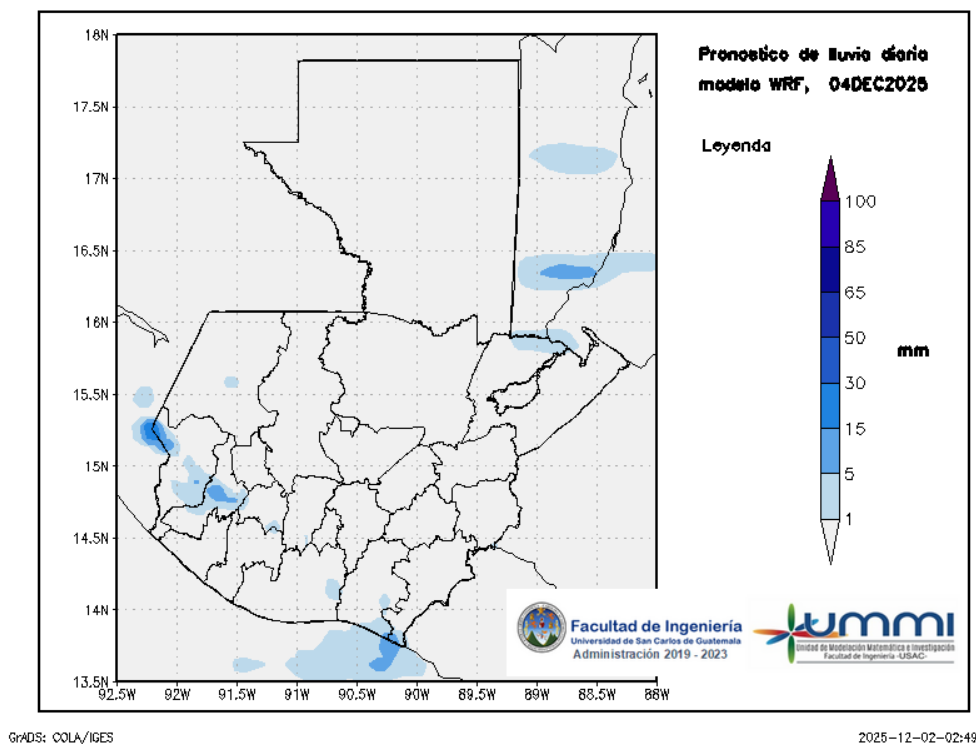 Pronostico de lluvia diaria
modelo WRF, 04DEC2025
Leyenda
100
85
65
50
30
15
5
1
mm
18N
17.5N
17N
16.5N
16N
15.5N
15N
14.5N
14N
13.5N
92.5W
92W
91.5W
91W
90.5W
90W
89.5W
89W
88.5W
88W
Facultad de Ingeniería
Universidad de San Carlos de Guatemala
Administración 2019 - 2023
UMMI
Unidad de Modelación Matemática e Investigación
Facultad de Ingeniería -USAC-
GrADS: COLA/IGES
2025-12-02-02:49